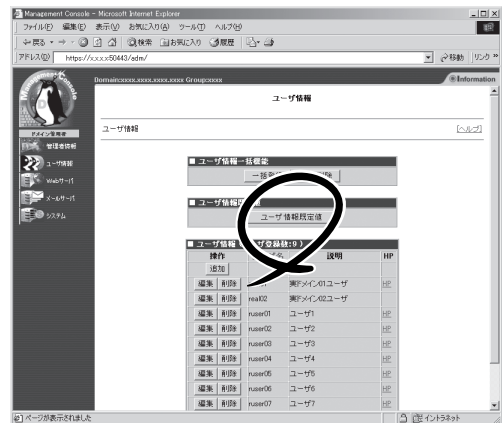 Management Console - Microsoft Internet Explorer
ファイル(F) 編集(E) 表示(V) お気に入り(A) ツール(T) ヘルプ(H)
戻る 検索 お気に入り 履歴
アドレス(D) https://x.x.x.x:50443/adm/ 移動 リンク »
Management Console
Domain:xxxx.xxxx.xxxx.xxxx Group:xxxx Information
ユーザ情報
ドメイン管理者
ユーザ情報 [ヘルプ]
管理者情報
ユーザ情報
Webサーバ
メールサーバ
システム
■ ユーザ情報一括機能
■ ユーザ情報
ユーザ情報既定値
■ ユーザ情報 ( 録数:9 )
操作 説明 HP
追加
編集 削除 実ドメイン01ユーザ HP
編集 削除 real02 実ドメイン02ユーザ HP
編集 削除 ruser01 ユーザ1 HP
編集 削除 ruser02 ユーザ2 HP
編集 削除 ruser03 ユーザ3 HP
編集 削除 ruser04 ユーザ4 HP
編集 削除 ruser05 ユーザ5 HP
編集 削除 ruser06 ユーザ6 HP
編集 削除 ruser07 ユーザ7 HP
ページが表示されました イントラネット